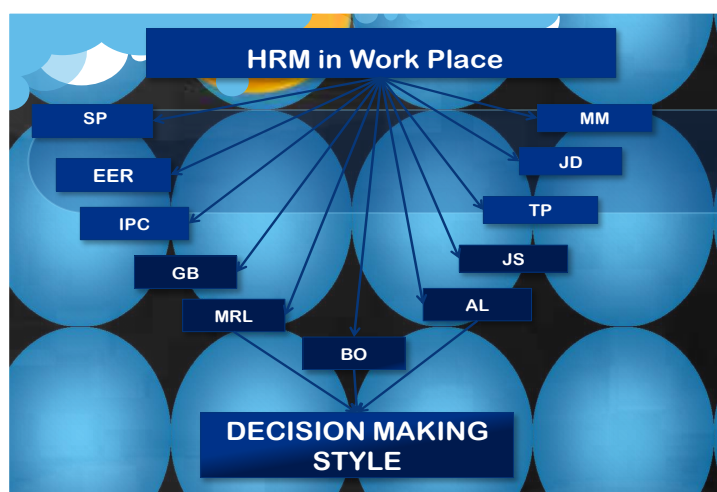 HRM in Work Place
SP
MM
EER
JD
IPC
TP
GB
JS
MRL
AL
BO
DECISION MAKING
STYLE